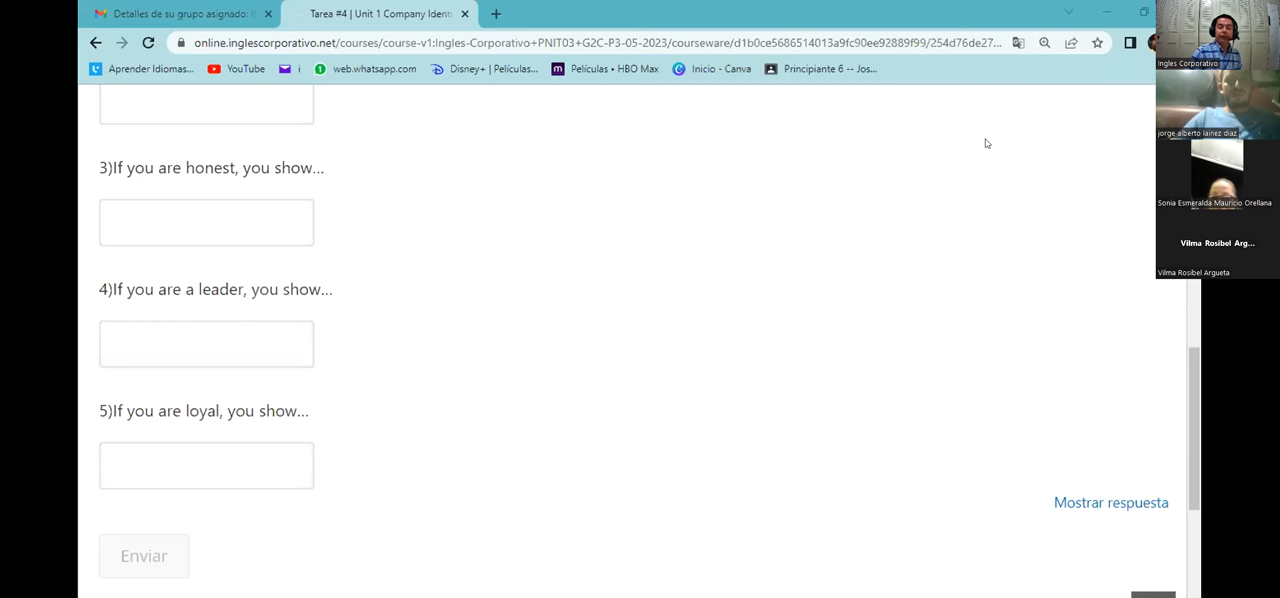 Detalles de su grupo asignado: I
Tarea #4 | Unit 1 Company Ident
online.inglescorporativo.net/courses/course-v1:Ingles-Corporativo+PNIT03+G2C-P3-05-2023/courseware/d1b0ce5686514013a9fc90ee92889f99/254d76de27...
Aprender Idiomas...
YouTube
i
web.whatsapp.com
Disney+ | Películas...
Películas • HBO Max
Inicio - Canva
Principiante 6 -- Jos...
3)If you are honest, you show...
4)If you are a leader, you show...
5)If you are loyal, you show...
Mostrar respuesta
Enviar
Ingles Corporativo
jorge alberto lainez diaz
Sonia Esmeralda Mauricio Orellana
Vilma Rosibel Arg...
Vilma Rosibel Argueta